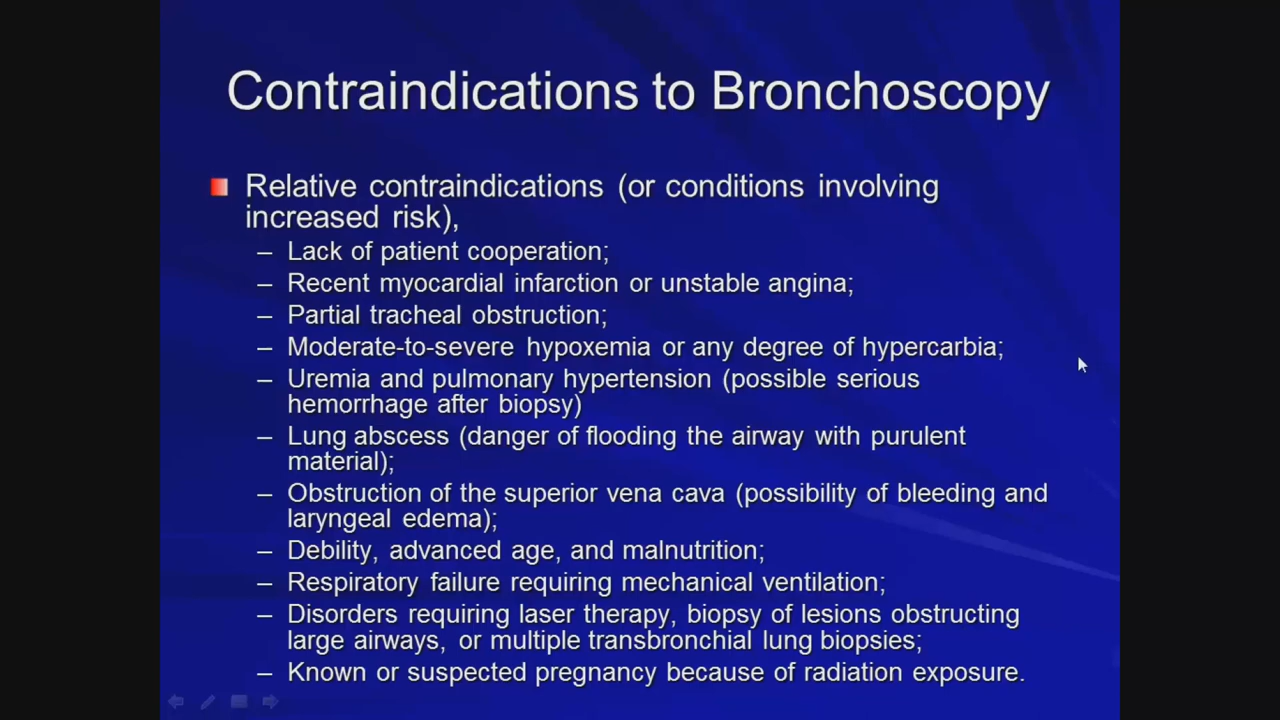 Contraindications to Bronchoscopy
Relative contraindications (or conditions involving
increased risk),
– Lack of patient cooperation;
– Recent myocardial infarction or unstable angina;
– Partial tracheal obstruction;
– Moderate-to-severe hypoxemia or any degree of hypercarbia;
– Uremia and pulmonary hypertension (possible serious
hemorrhage after biopsy)
– Lung abscess (danger of flooding the airway with purulent
material);
– Obstruction of the superior vena cava (possibility of bleeding and
laryngeal edema);
– Debility, advanced age, and malnutrition;
– Respiratory failure requiring mechanical ventilation;
– Disorders requiring laser therapy, biopsy of lesions obstructing
large airways, or multiple transbronchial lung biopsies;
– Known or suspected pregnancy because of radiation exposure.